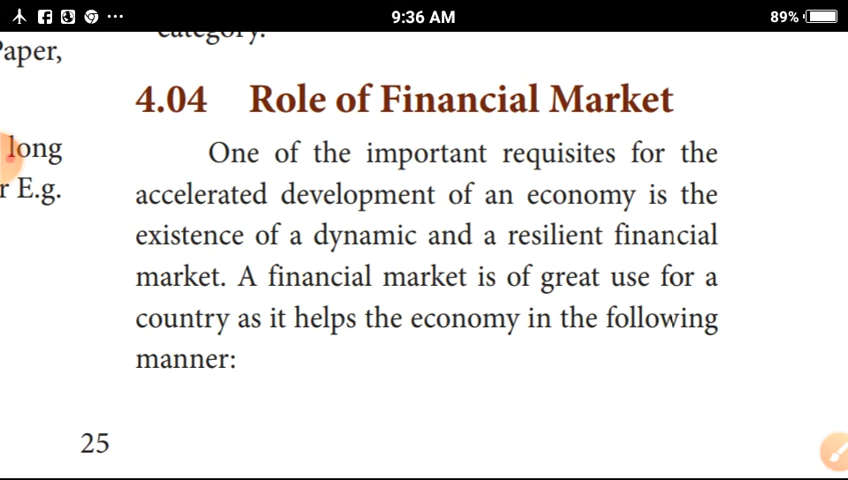 9:36 AM
89%
category.
Paper,
long
r E.g.
4.04 Role of Financial Market
One of the important requisites for the
accelerated development of an economy is the
existence of a dynamic and a resilient financial
market. A financial market is of great use for a
country as it helps the economy in the following
manner:
25